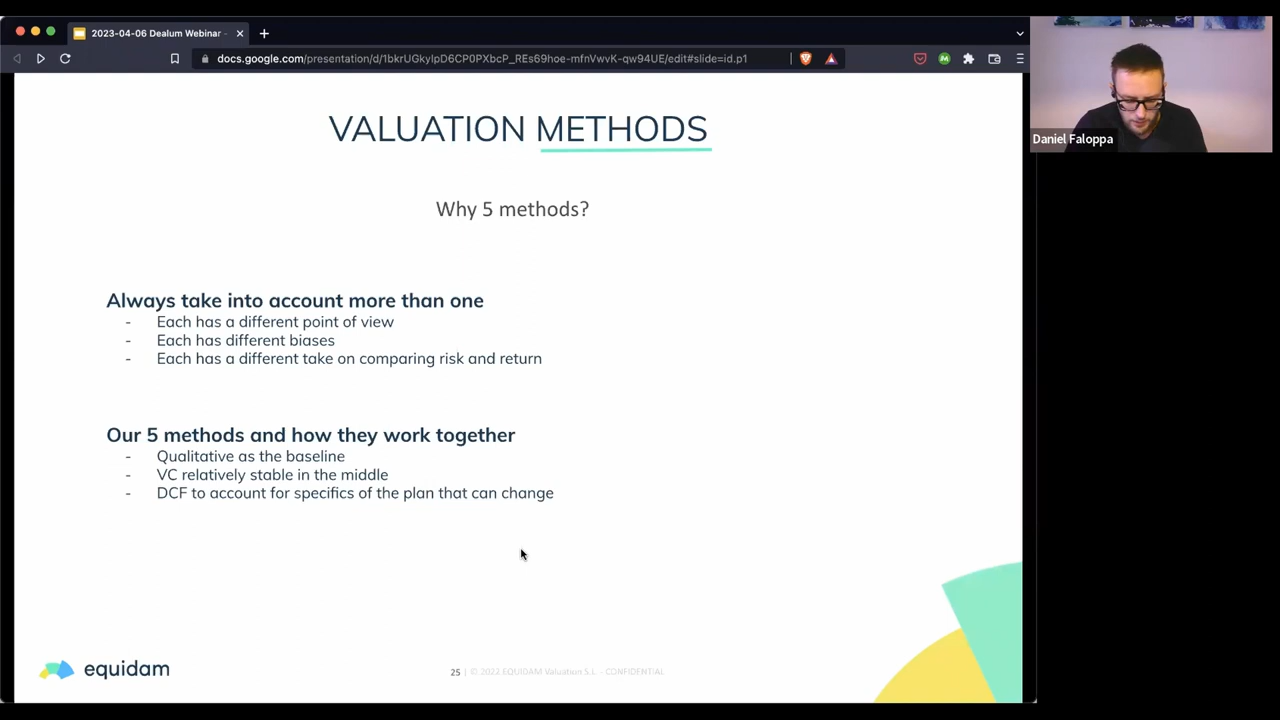 2023-04-06 Dealum Webinar -
docs.google.com/presentation/d/1bkrUGkyIpD6CP0PXbcP_REs69hoe-mfnVwvK-qw94UE/edit#slide=id.p1
Daniel Faloppa
VALUATION METHODS
Why 5 methods?
Always take into account more than one
- Each has a different point of view
- Each has different biases
- Each has a different take on comparing risk and return
Our 5 methods and how they work together
- Qualitative as the baseline
- VC relatively stable in the middle
- DCF to account for specifics of the plan that can change
equidam
25 | © 2022 EQUIDAM Valuation S.L. - CONFIDENTIAL